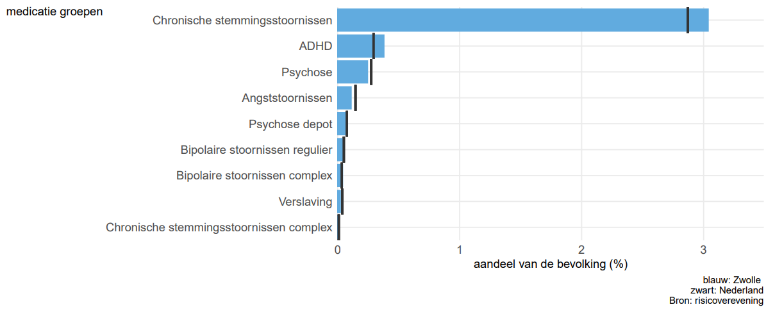 medicatie groepen
Chronische stemmingsstoornissen
ADHD
Psychose
Angststoornissen
Psychose depot
Bipolaire stoornissen regulier
Bipolaire stoornissen complex
Verslaving
Chronische stemmingsstoornissen complex
0 1 2 3
aandeel van de bevolking (%)
blauw: Zwolle
zwart: Nederland
Bron: risicoverevening